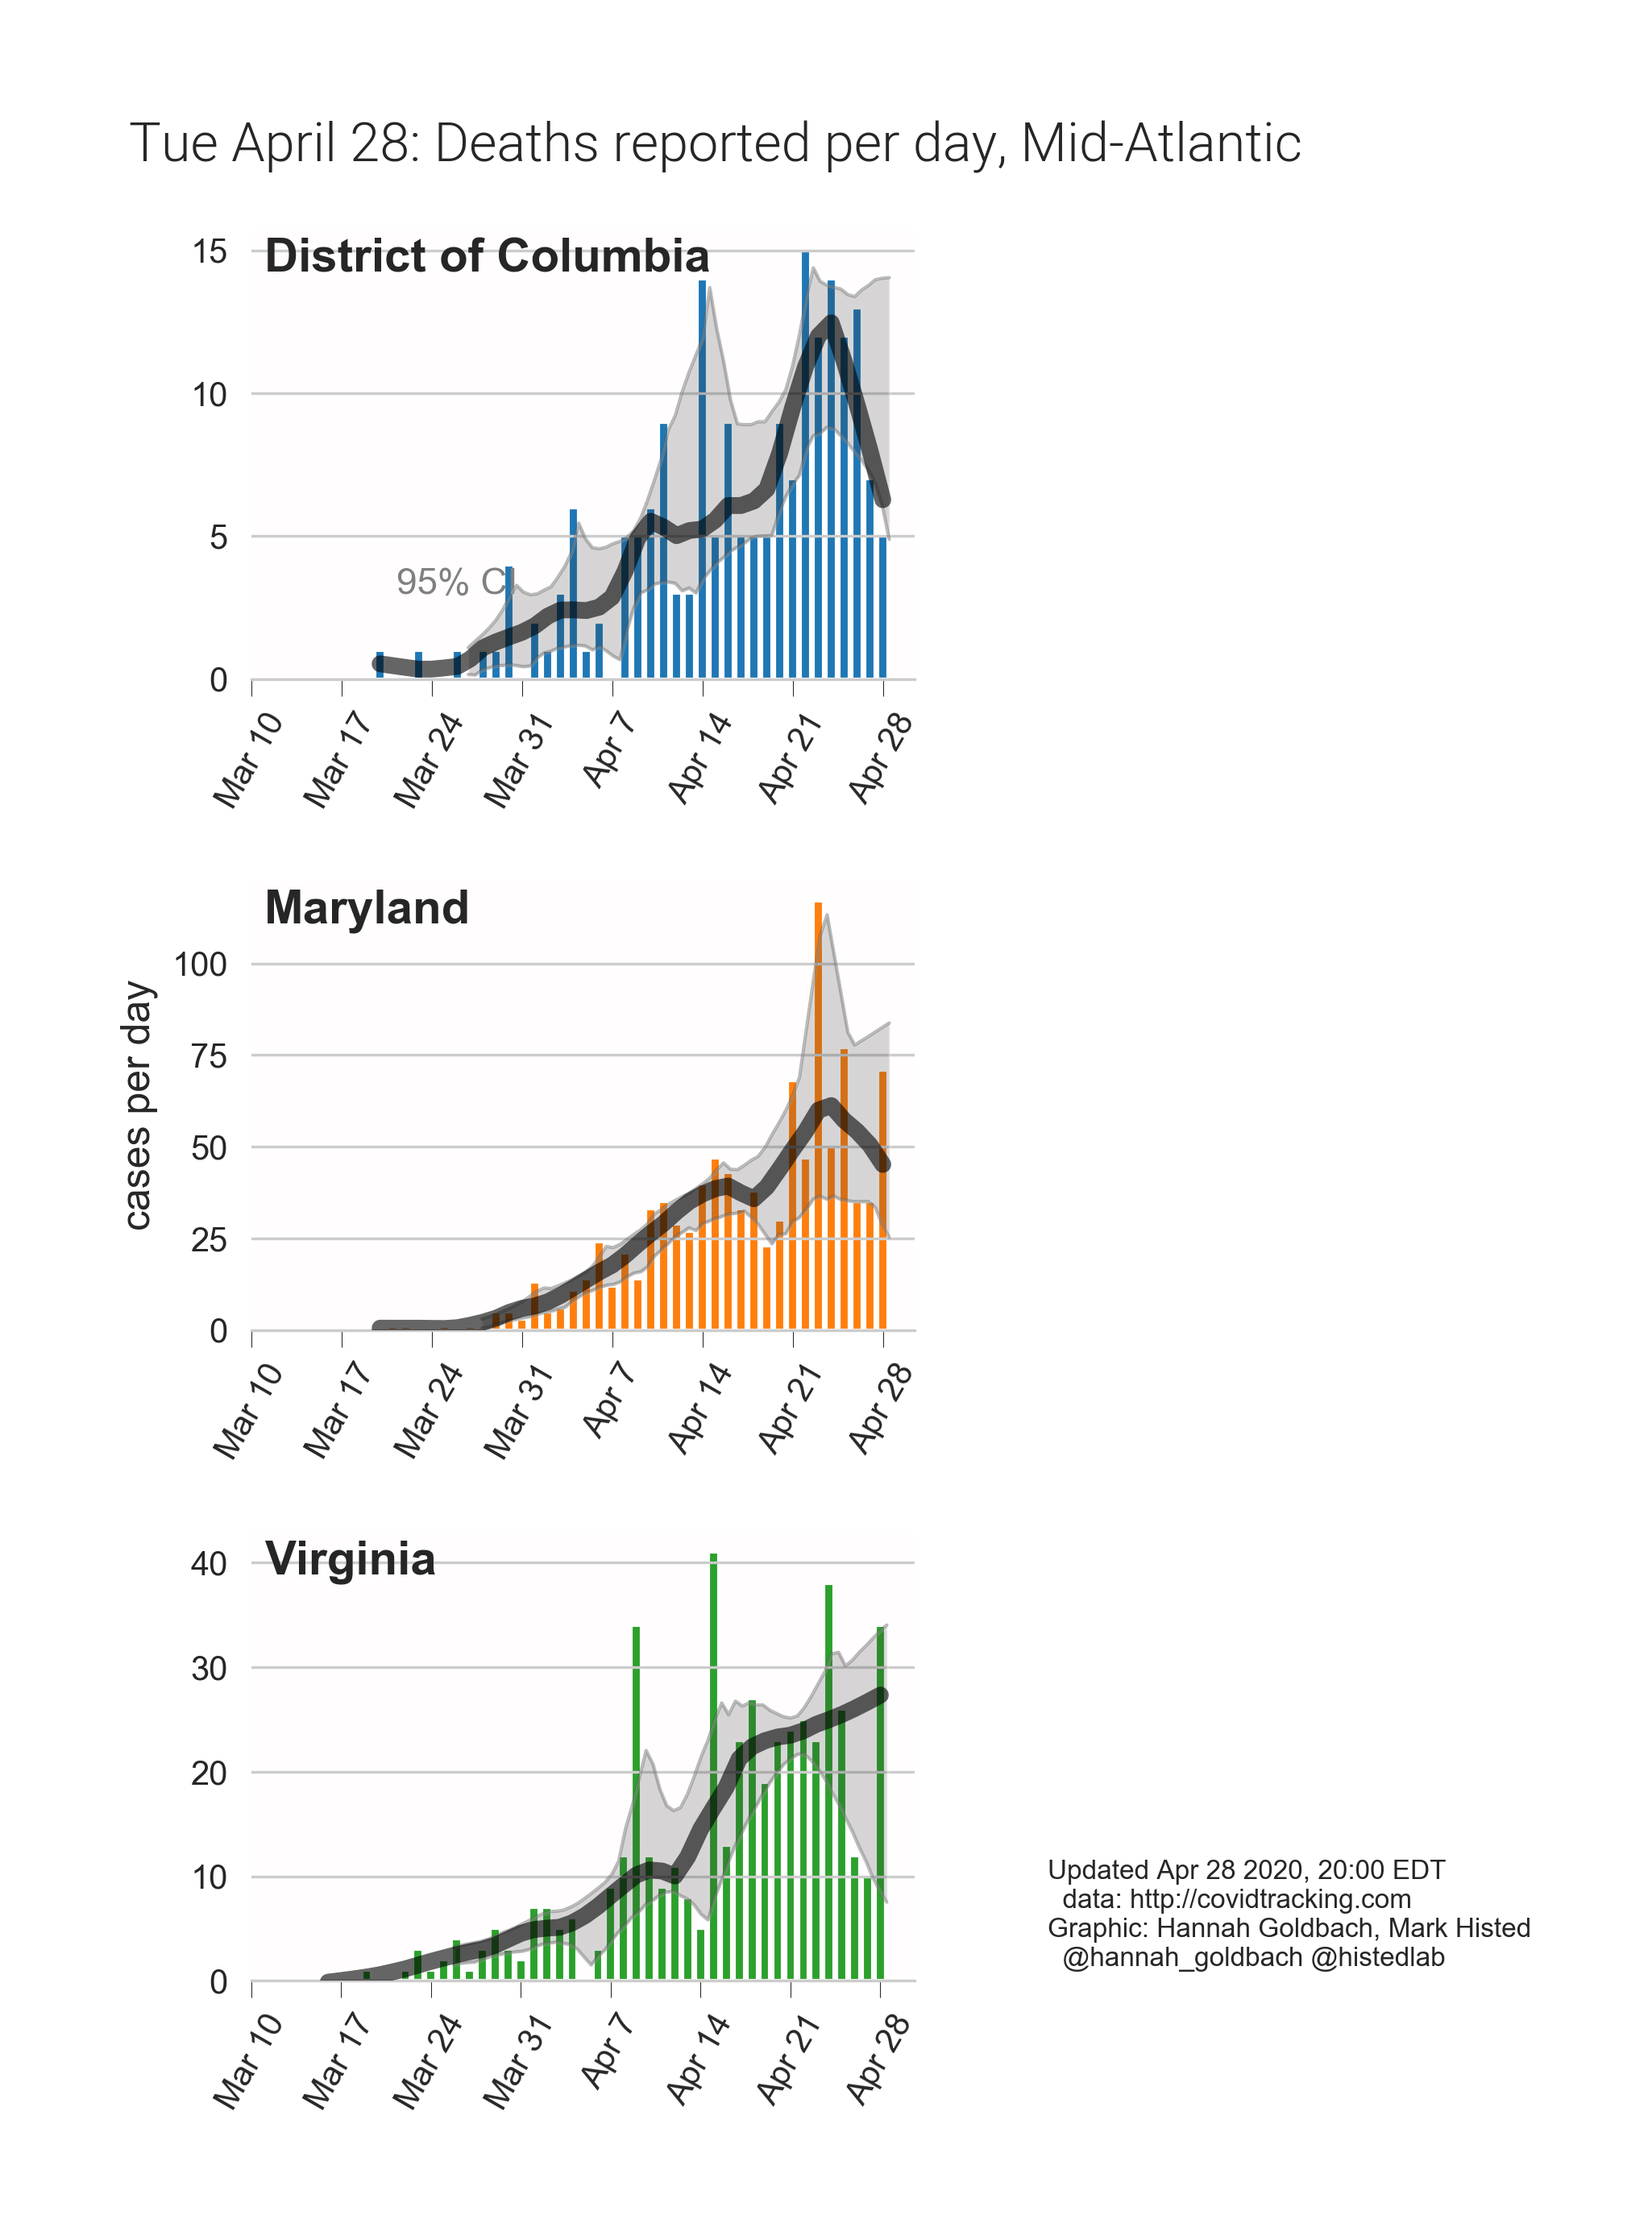 Tue April 28: Deaths reported per day, Mid-Atlantic
District of Columbia
15
10
5
0
95% CI
Mar 10
Mar 17
Mar 24
Mar 31
Apr 7
Apr 14
Apr 21
Apr 28
Maryland
cases per day
100
75
50
25
0
Mar 10
Mar 17
Mar 24
Mar 31
Apr 7
Apr 14
Apr 21
Apr 28
Virginia
40
30
20
10
0
Mar 10
Mar 17
Mar 24
Mar 31
Apr 7
Apr 14
Apr 21
Apr 28
Updated Apr 28 2020, 20:00 EDT
data: http://covidtracking.com
Graphic: Hannah Goldbach, Mark Histed
@hannah_goldbach @histedlab